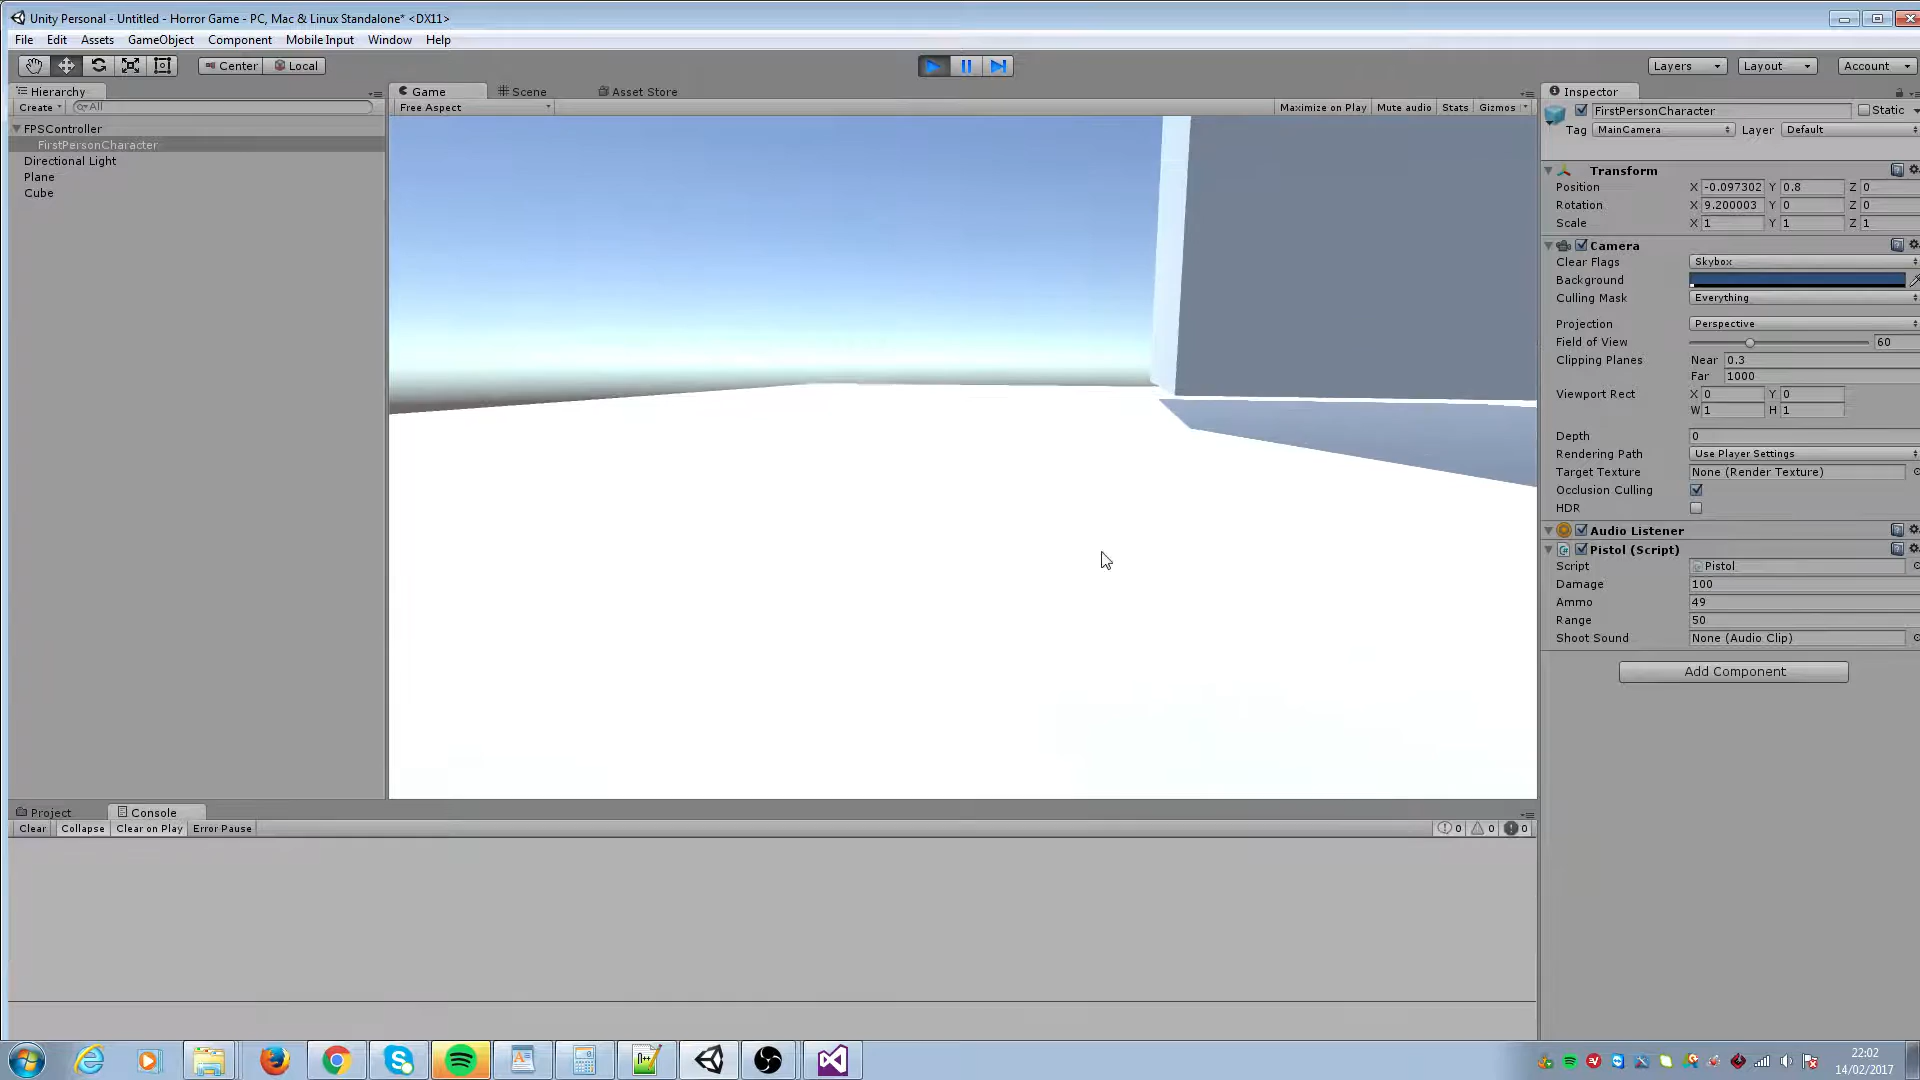 Unity Personal - Untitled - Horror Game - PC, Mac & Linux Standalone* <DX11>
File Edit Assets GameObject Component Mobile Input Window Help
Center Local Layers Layout Account
Hierarchy
Create All
FPSController
FirstPersonCharacter
Directional Light
Plane
Cube
Game Scene Asset Store
Free Aspect Maximize on Play Mute audio Stats Gizmos
Inspector
FirstPersonCharacter Static
Tag MainCamera Layer Default
Transform
Position X -0.097302 Y 0.8 Z 0
Rotation X 9.200003 Y 0 Z 0
Scale X 1 Y 1 Z 1
Camera
Clear Flags Skybox
Background
Culling Mask Everything
Projection Perspective
Field of View 60
Clipping Planes Near 0.3
Far 1000
Viewport Rect X 0 Y 0
W 1 H 1
Depth 0
Rendering Path Use Player Settings
Target Texture None (Render Texture)
Occlusion Culling
HDR
Audio Listener
Pistol (Script)
Script Pistol
Damage 100
Ammo 49
Range 50
Shoot Sound None (Audio Clip)
Add Component
Project Console
Clear Collapse Clear on Play Error Pause 0 0 0
22:02
14/02/2017